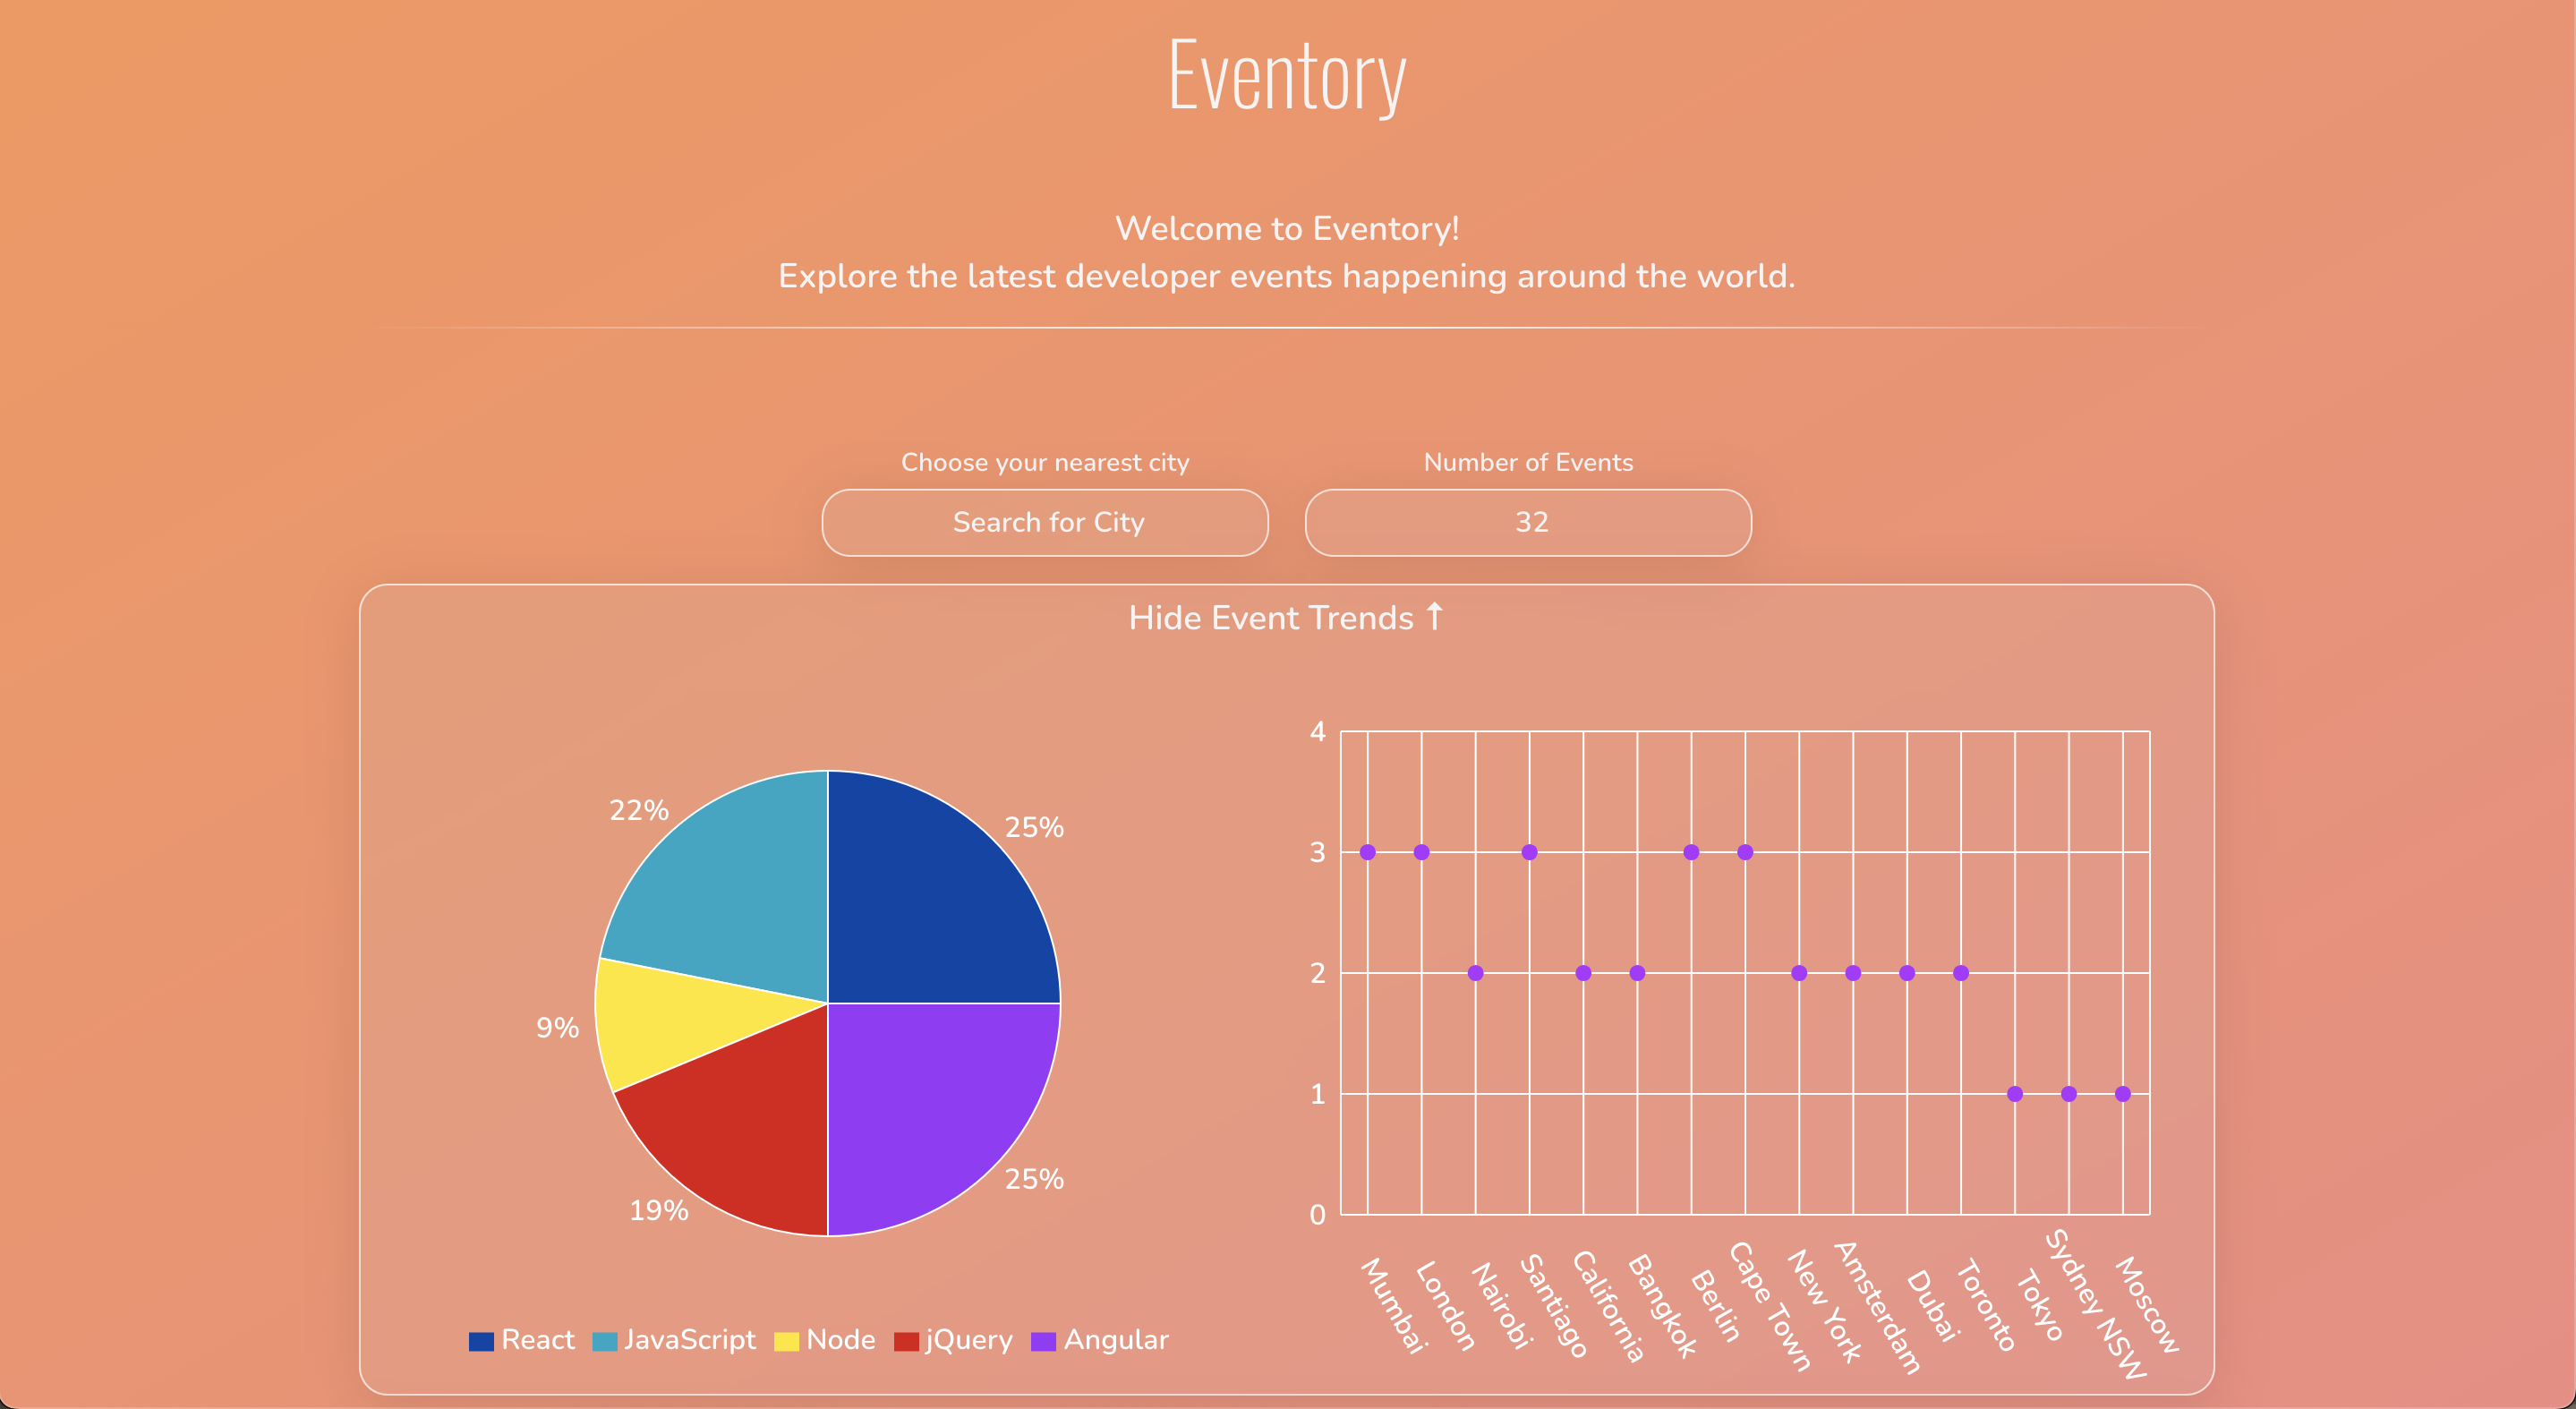 Eventory
Welcome to Eventory!
Explore the latest developer events happening around the world.
Choose your nearest city
Number of Events
Search for City
32
Hide Event Trends ↑
22%
25%
9%
19%
25%
React
JavaScript
Node
jQuery
Angular
4
3
2
1
0
Mumbai
London
Nairobi
Santiago
California
Bangkok
Berlin
Cape Town
New York
Amsterdam
Dubai
Toronto
Tokyo
Sydney NSW
Moscow